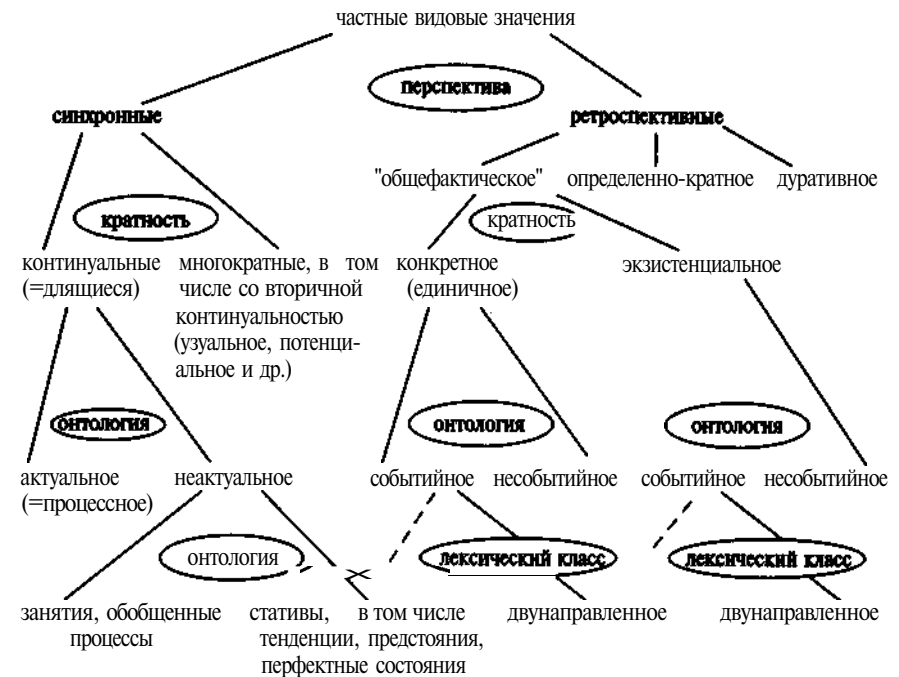 частные видовые значения
перспектива
синхронные
ретроспективные
"общефактическое" определенно-кратное дуративное
кратность
кратность
континуальные
(=длящиеся)
многократные, в том
числе со вторичной
континуальностью
(узуальное, потенци-
альное и др.)
конкретное
(единичное)
экзистенциальное
онтология
онтология
онтология
актуальное
(=процессное)
неактуальное
событийное несобытийное
событийное несобытийное
онтология
лексический класс
лексический класс
занятия, обобщенные
процессы
стативы, в том числе
тенденции, предстояния,
перфектные состояния
двунаправленное
двунаправленное